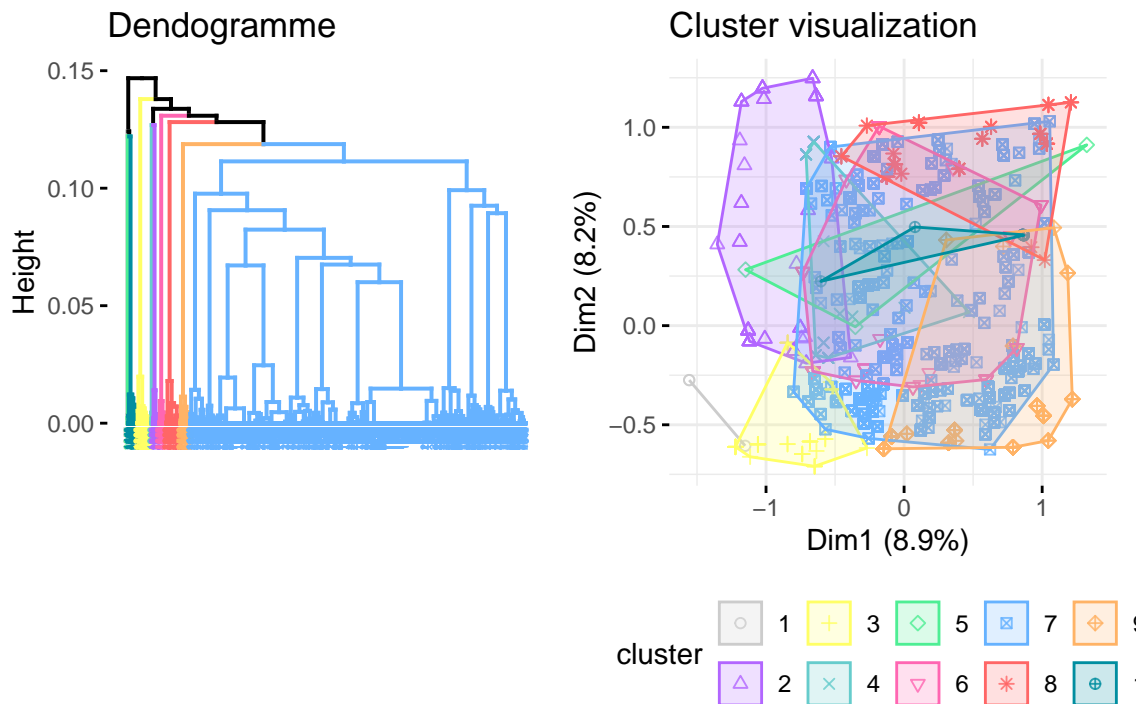 Dendogramme
Cluster visualization
0.15
0.10
0.05
0.00
Height
1.0
0.5
0.0
−0.5
Dim2 (8.2%)
−1 0 1
Dim1 (8.9%)
cluster
1 3 5 7 9
2 4 6 8 1